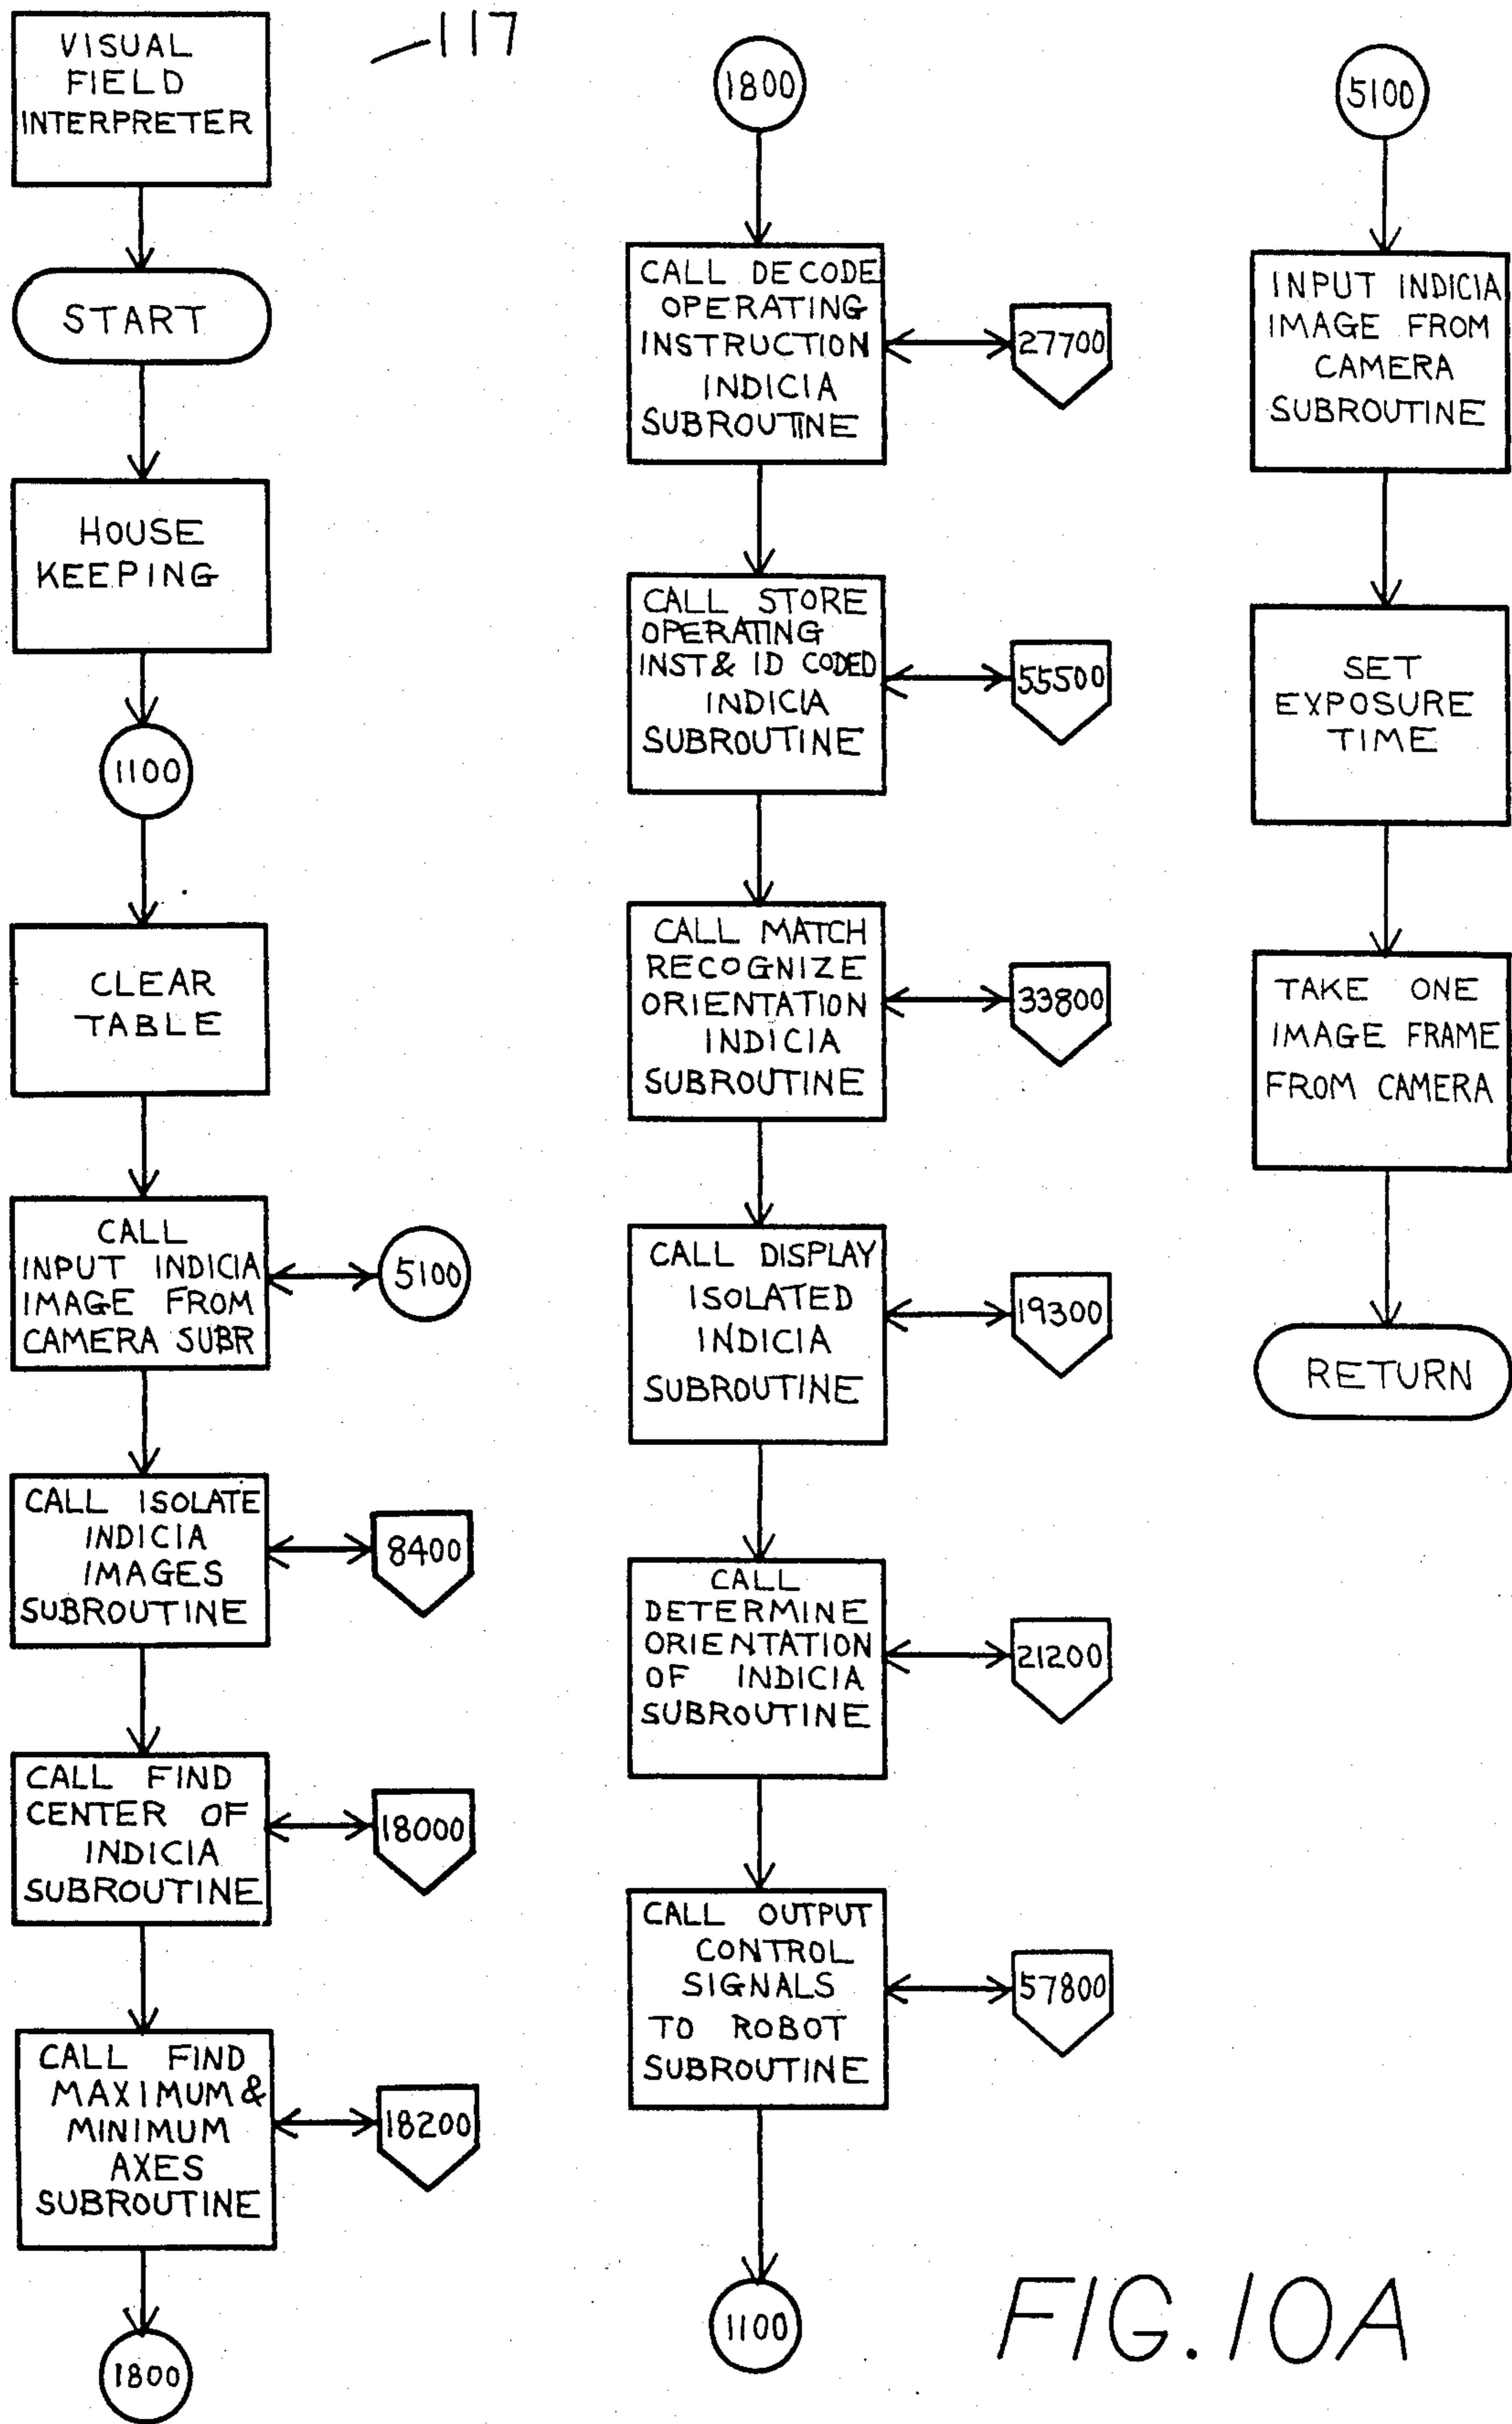 117
VISUAL
FIELD
INTERPRETER
START
HOUSE
KEEPING
1100
CLEAR
TABLE
CALL
INPUT INDICIA
IMAGE FROM
CAMERA SUBR
5100
CALL ISOLATE
INDICIA
IMAGES
SUBROUTINE
8400
CALL FIND
CENTER OF
INDICIA
SUBROUTINE
18000
CALL FIND
MAXIMUM &
MINIMUM
AXES
SUBROUTINE
18200
1800
1800
CALL DECODE
OPERATING
INSTRUCTION
INDICIA
SUBROUTINE
27700
CALL STORE
OPERATING
INST & ID CODED
INDICIA
SUBROUTINE
55500
CALL MATCH
RECOGNIZE
ORIENTATION
INDICIA
SUBROUTINE
33800
CALL DISPLAY
ISOLATED
INDICIA
SUBROUTINE
19300
CALL
DETERMINE
ORIENTATION
OF INDICIA
SUBROUTINE
21200
CALL OUTPUT
CONTROL
SIGNALS
TO ROBOT
SUBROUTINE
57800
1100
5100
INPUT INDICIA
IMAGE FROM
CAMERA
SUBROUTINE
SET
EXPOSURE
TIME
TAKE ONE
IMAGE FRAME
FROM CAMERA
RETURN
FIG. 10A